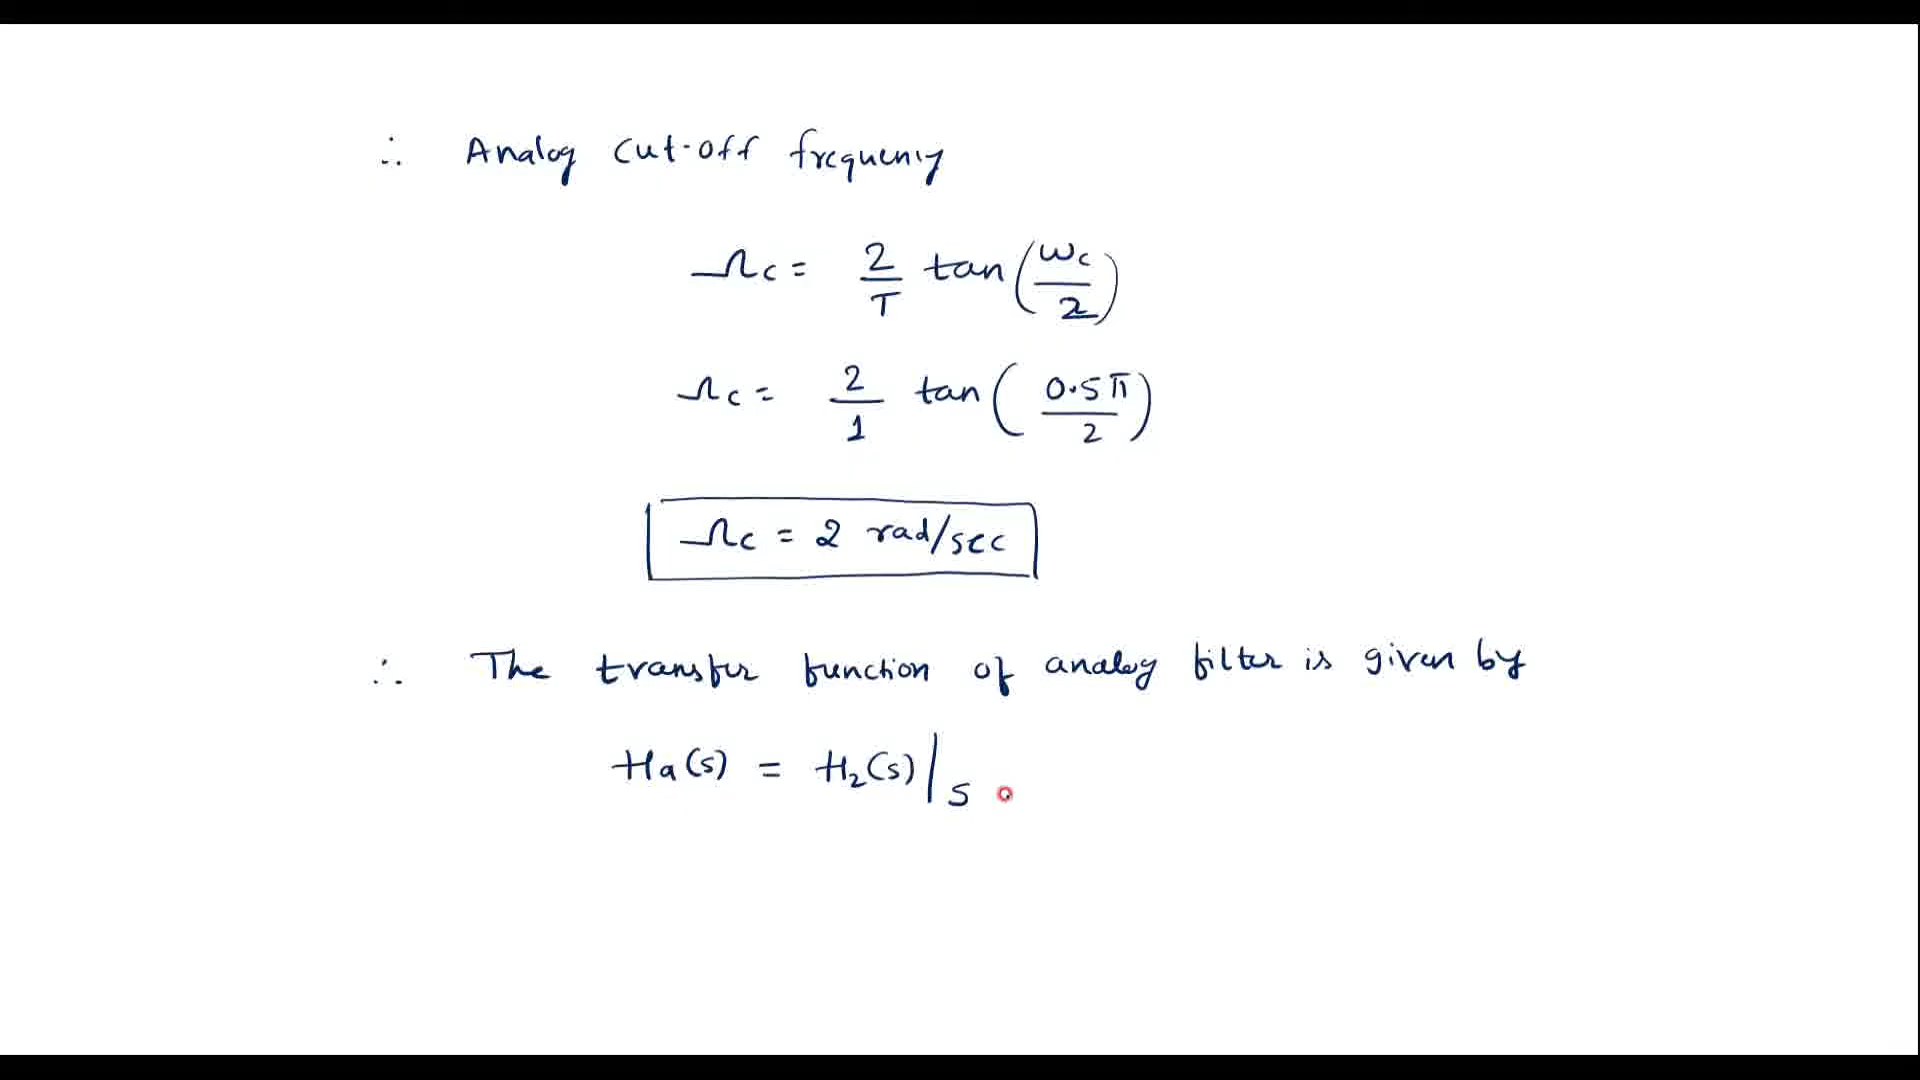 ∴ Analog cut-off frequency
Ωc = 2/T tan(ωc/2)
Ωc = 2/1 tan(0.5π/2)
Ωc = 2 rad/sec
∴ The transfer function of analog filter is given by
Ha(s) = H₂(s)|s